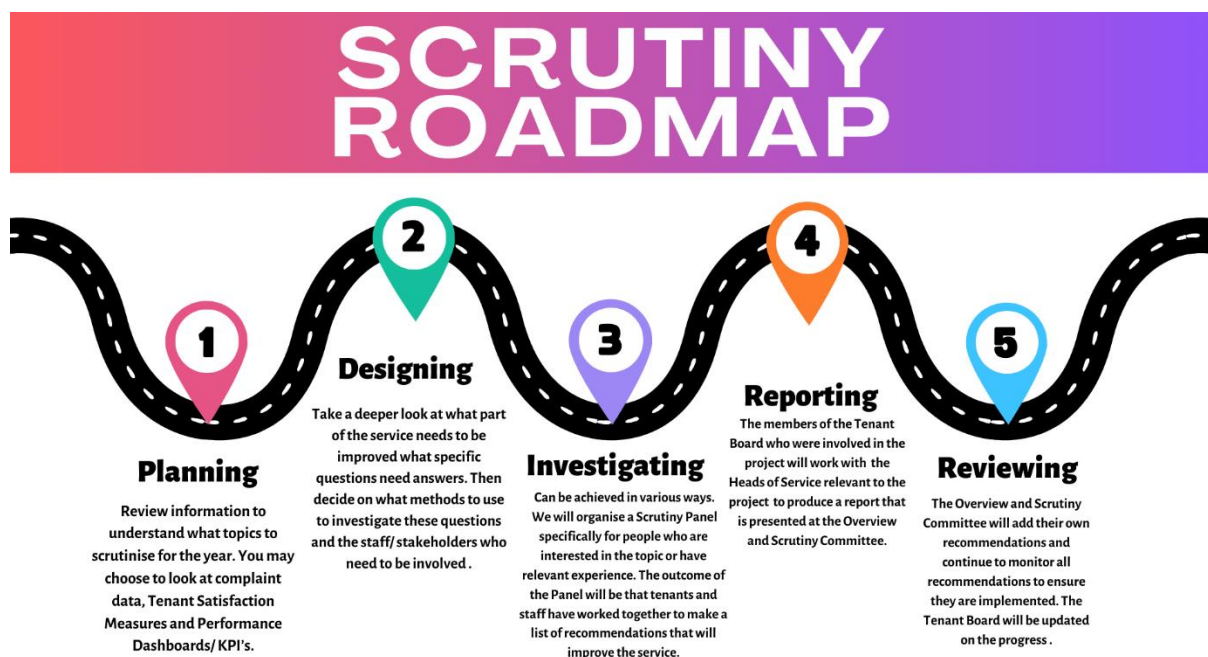 SCRUTINY
ROADMAP
1
Planning
Review information to
understand what topics to
scrutinise for the year. You may
choose to look at complaint
data, Tenant Satisfaction
Measures and Performance
Dashboards/ KPI's.
2
Designing
Take a deeper look at what part
of the service needs to be
improved what specific
questions need answers. Then
decide on what methods to use
to investigate these questions
and the staff/ stakeholders who
need to be involved .
3
Investigating
Can be achieved in various ways.
We will organise a Scrutiny Panel
specifically for people who are
interested in the topic or have
relevant experience. The outcome of
the Panel will be that tenants and
staff have worked together to make a
list of recommendations that will
improve the service.
4
Reporting
The members of the Tenant
Board who were involved in the
project will work with the
Heads of Service relevant to the
project to produce a report that
is presented at the Overview
and Scrutiny Committee.
5
Reviewing
The Overview and Scrutiny
Committee will add their own
recommendations and
continue to monitor all
recommendations to ensure
they are implemented. The
Tenant Board will be updated
on the progress .